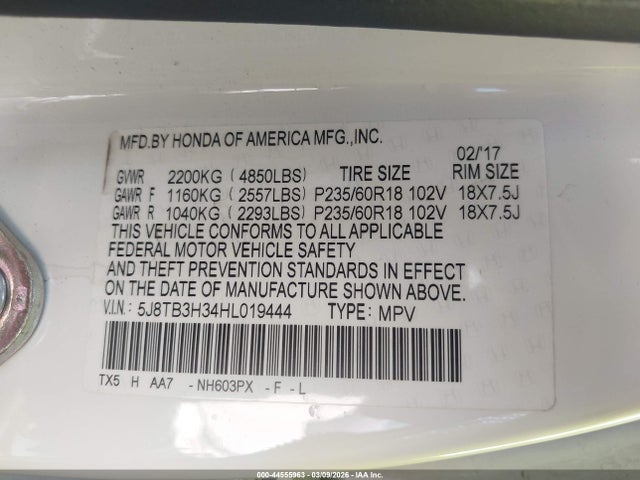 MFD.BY HONDA OF AMERICA MFG.,INC.
02/'17
GVWR 2200KG (4850LBS) TIRE SIZE RIM SIZE
GAWR F 1160KG (2557LBS) P235/60R18 102V 18X7.5J
GAWR R 1040KG (2293LBS) P235/60R18 102V 18X7.5J
THIS VEHICLE CONFORMS TO ALL APPLICABLE
FEDERAL MOTOR VEHICLE SAFETY
AND THEFT PREVENTION STANDARDS IN EFFECT
ON THE DATE OF MANUFACTURE SHOWN ABOVE.
V.I.N.: 5J8TB3H34HL019444 TYPE: MPV
TX5 H AA7 -NH603PX -F -L
000-44555963 - 03/09/2026 - IAA Inc.